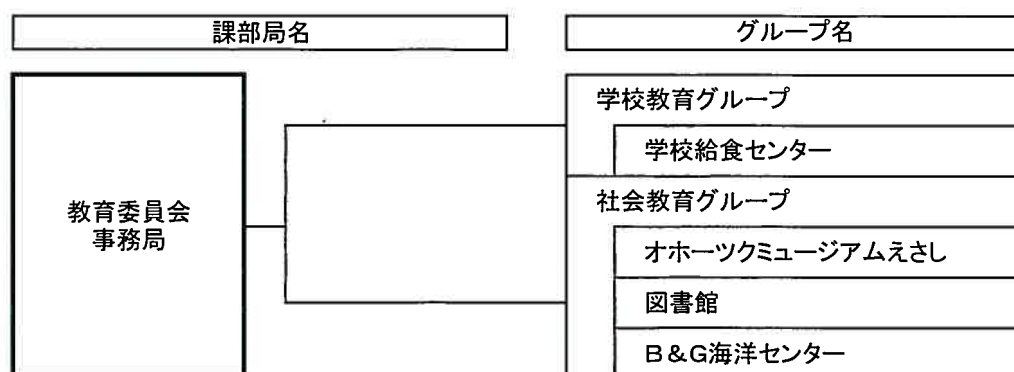 課部局名
グループ名
教育委員会
事務局
学校教育グループ
学校給食センター
社会教育グループ
オホーツクミュージアムえさし
図書館
B&G海洋センター